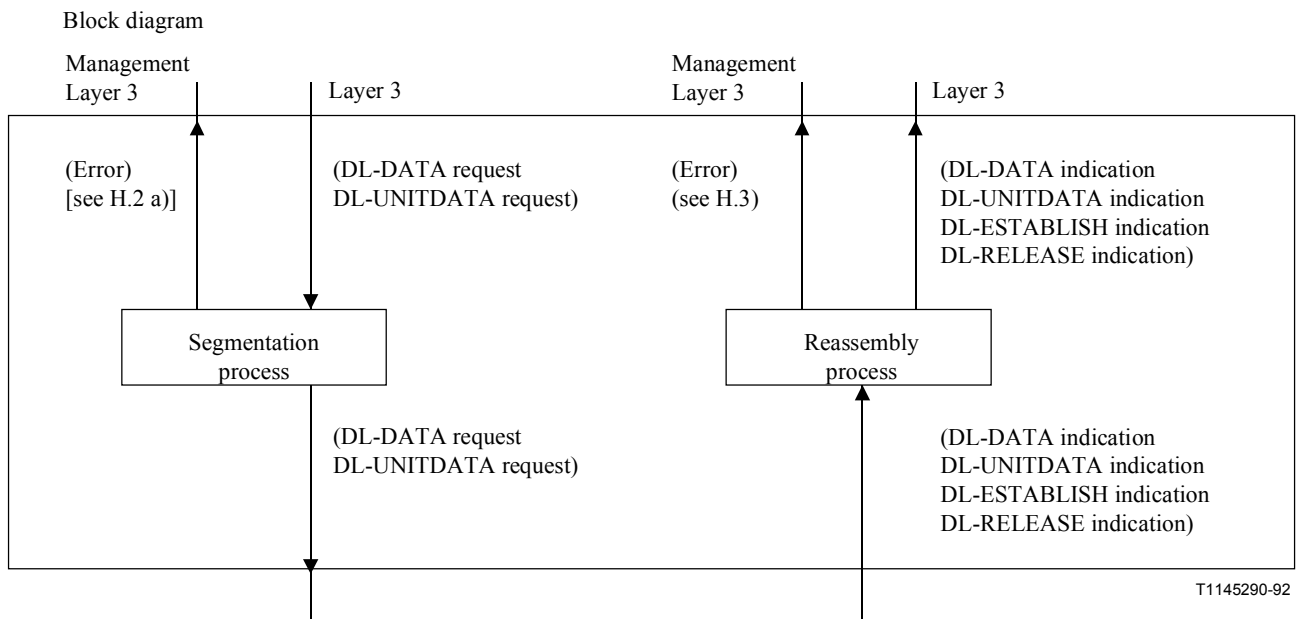 Block diagram
Management
Layer 3
Layer 3
Management
Layer 3
Layer 3
(Error)
[see H.2 a)]
(DL-DATA request
DL-UNITDATA request)
(Error)
(see H.3)
(DL-DATA indication
DL-UNITDATA indication
DL-ESTABLISH indication
DL-RELEASE indication)
Segmentation
process
Reassembly
process
(DL-DATA request
DL-UNITDATA request)
(DL-DATA indication
DL-UNITDATA indication
DL-ESTABLISH indication
DL-RELEASE indication)
T1145290-92